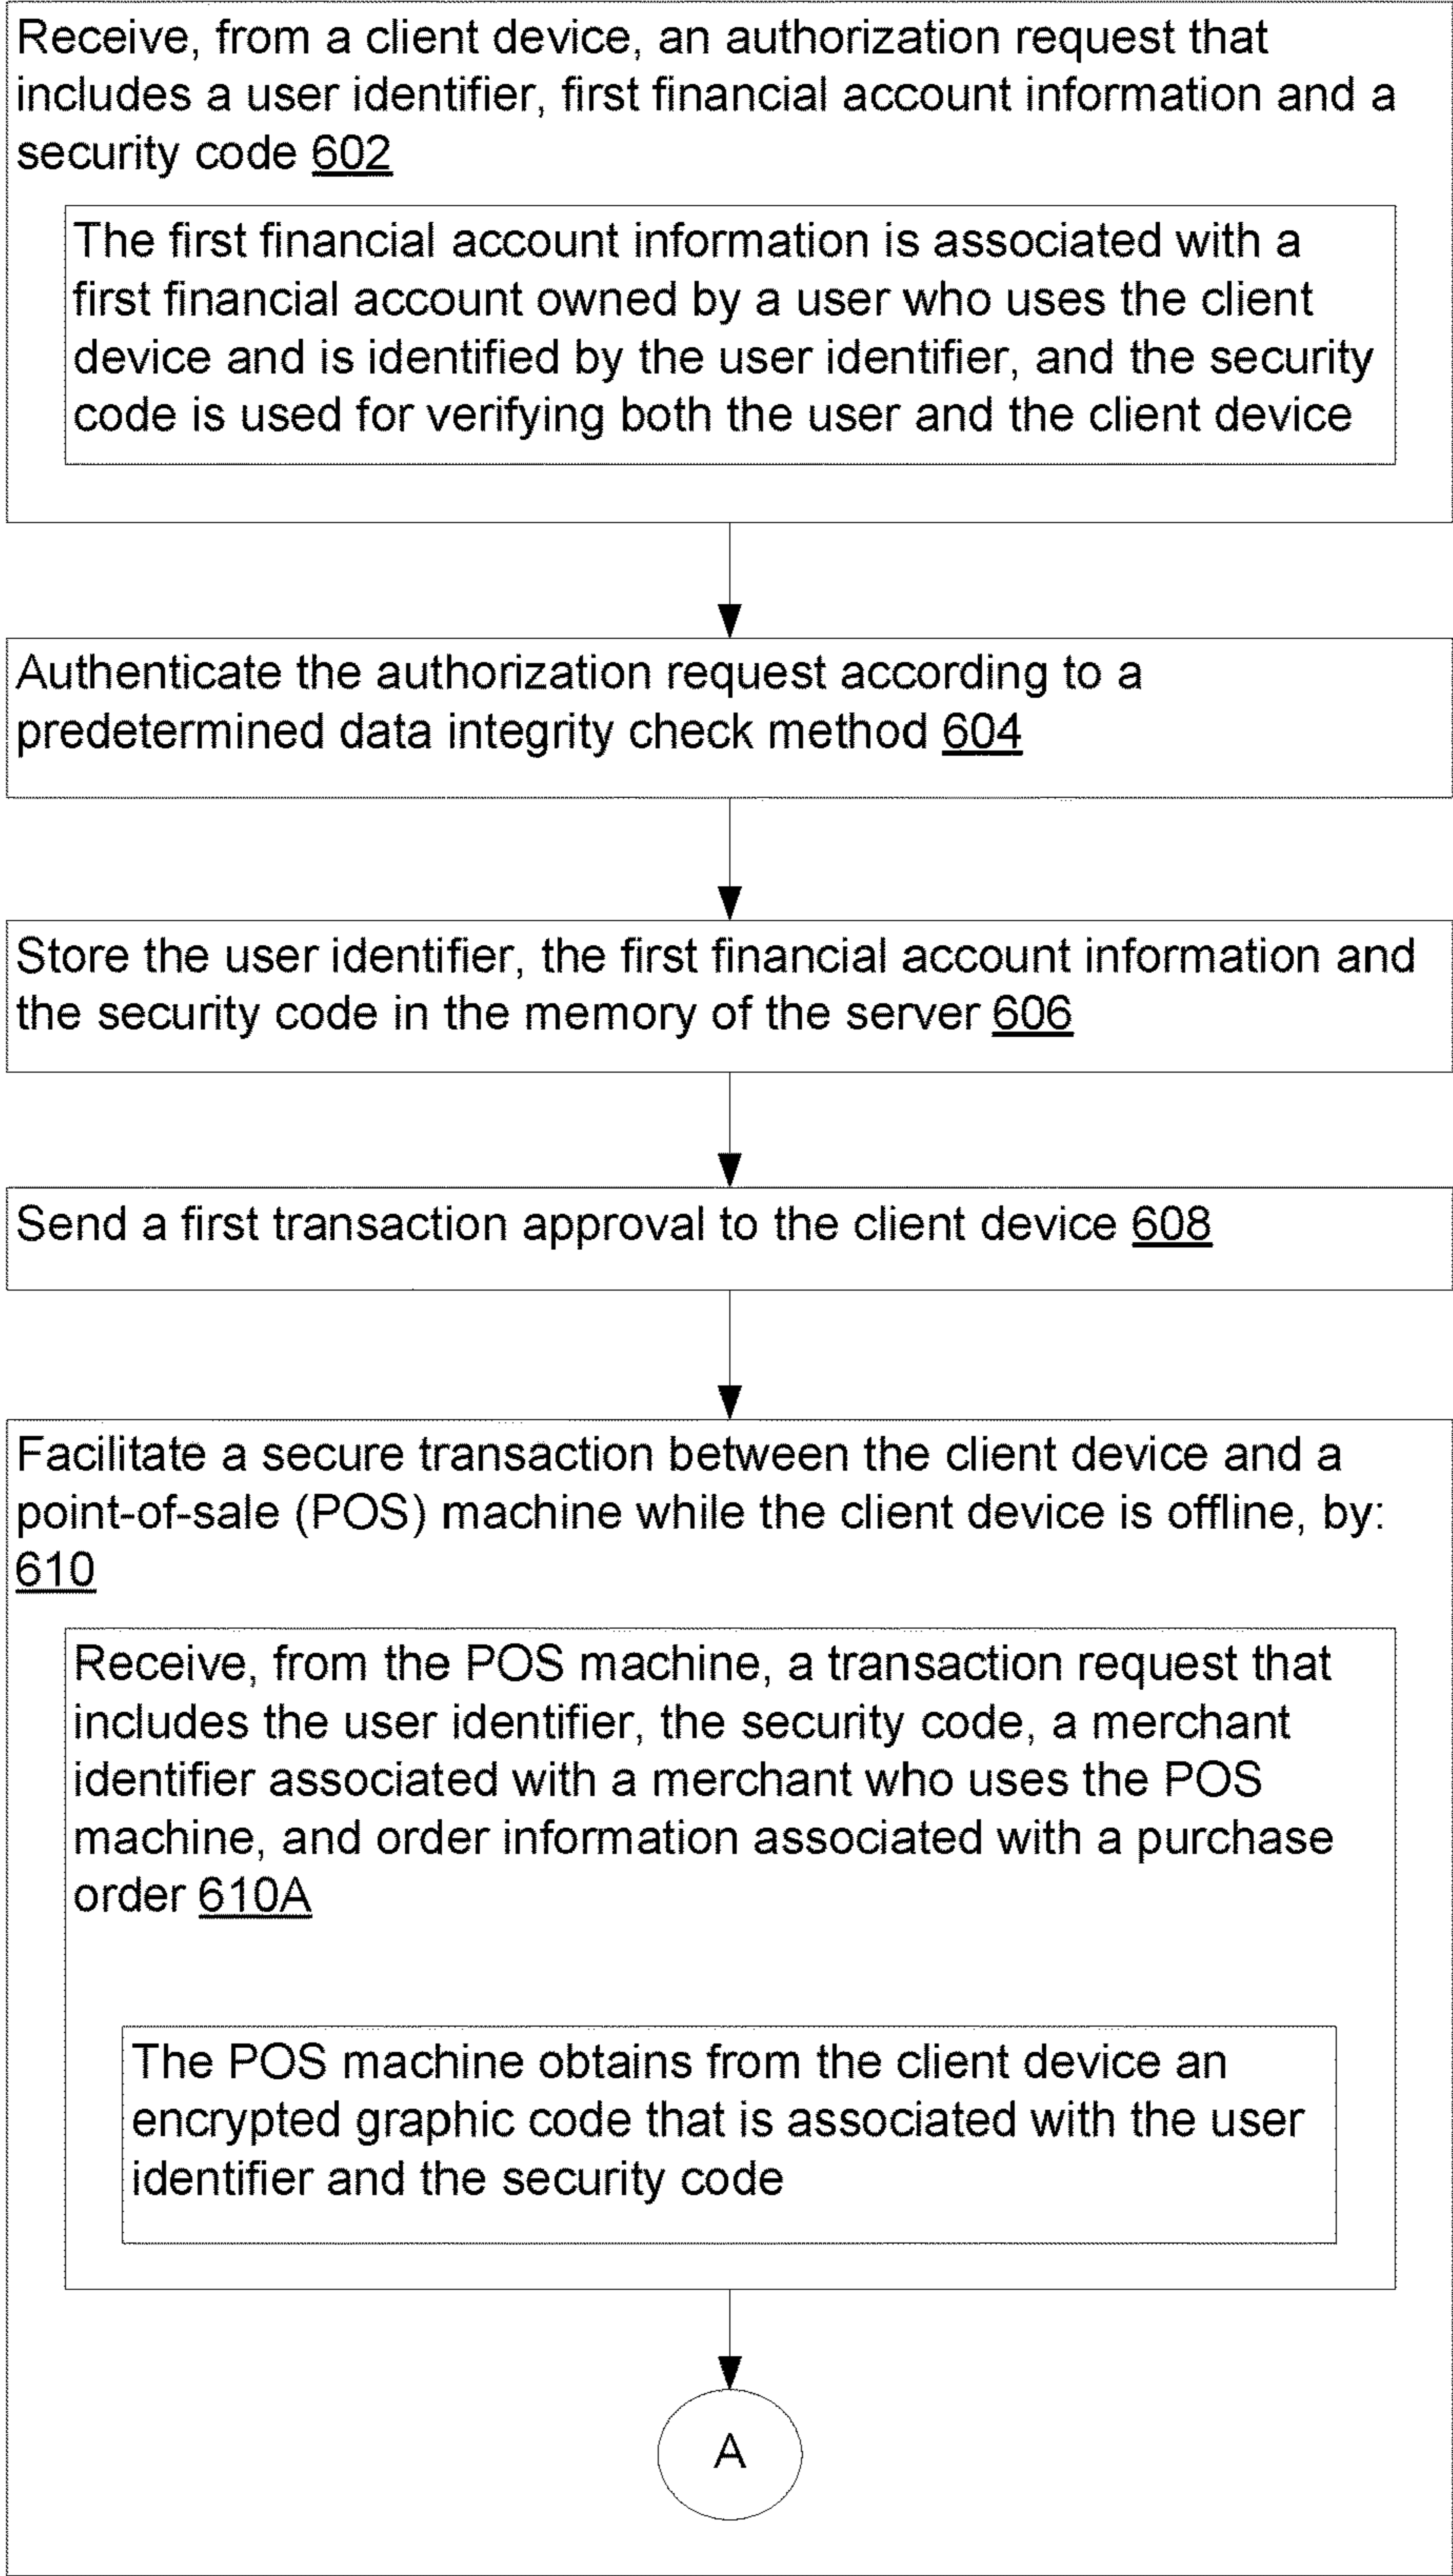 Receive, from a client device, an authorization request that
includes a user identifier, first financial account information and a
security code 602
The first financial account information is associated with a
first financial account owned by a user who uses the client
device and is identified by the user identifier, and the security
code is used for verifying both the user and the client device
Authenticate the authorization request according to a
predetermined data integrity check method 604
Store the user identifier, the first financial account information and
the security code in the memory of the server 606
Send a first transaction approval to the client device 608
Facilitate a secure transaction between the client device and a
point-of-sale (POS) machine while the client device is offline, by:
610
Receive, from the POS machine, a transaction request that
includes the user identifier, the security code, a merchant
identifier associated with a merchant who uses the POS
machine, and order information associated with a purchase
order 610A
The POS machine obtains from the client device an
encrypted graphic code that is associated with the user
identifier and the security code
A